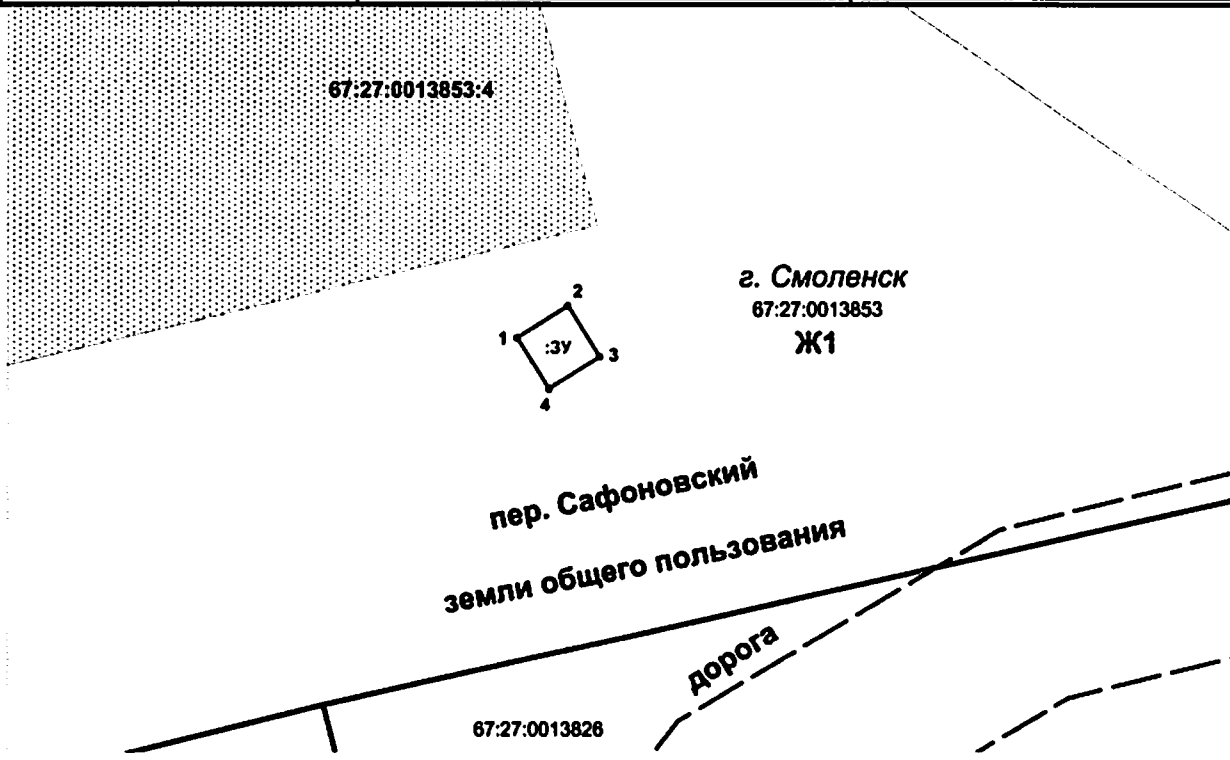 67:27:0013853:4
г. Смоленск
67:27:0013853
Ж1
2
1
:ЗУ
3
4
пер. Сафоновский
земли общего пользования
дорога
67:27:0013826